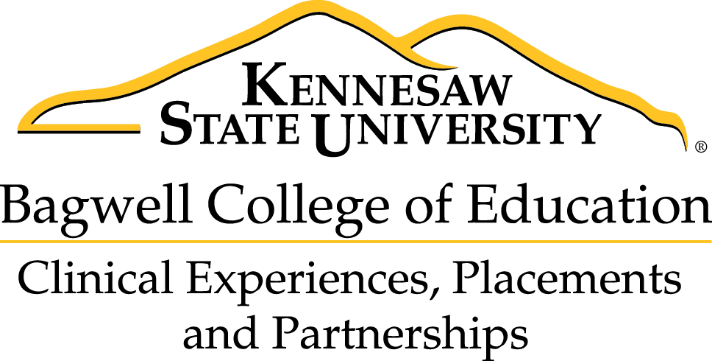 KENNESAW
STATE UNIVERSITY
®
Bagwell College of Education
Clinical Experiences, Placements
and Partnerships